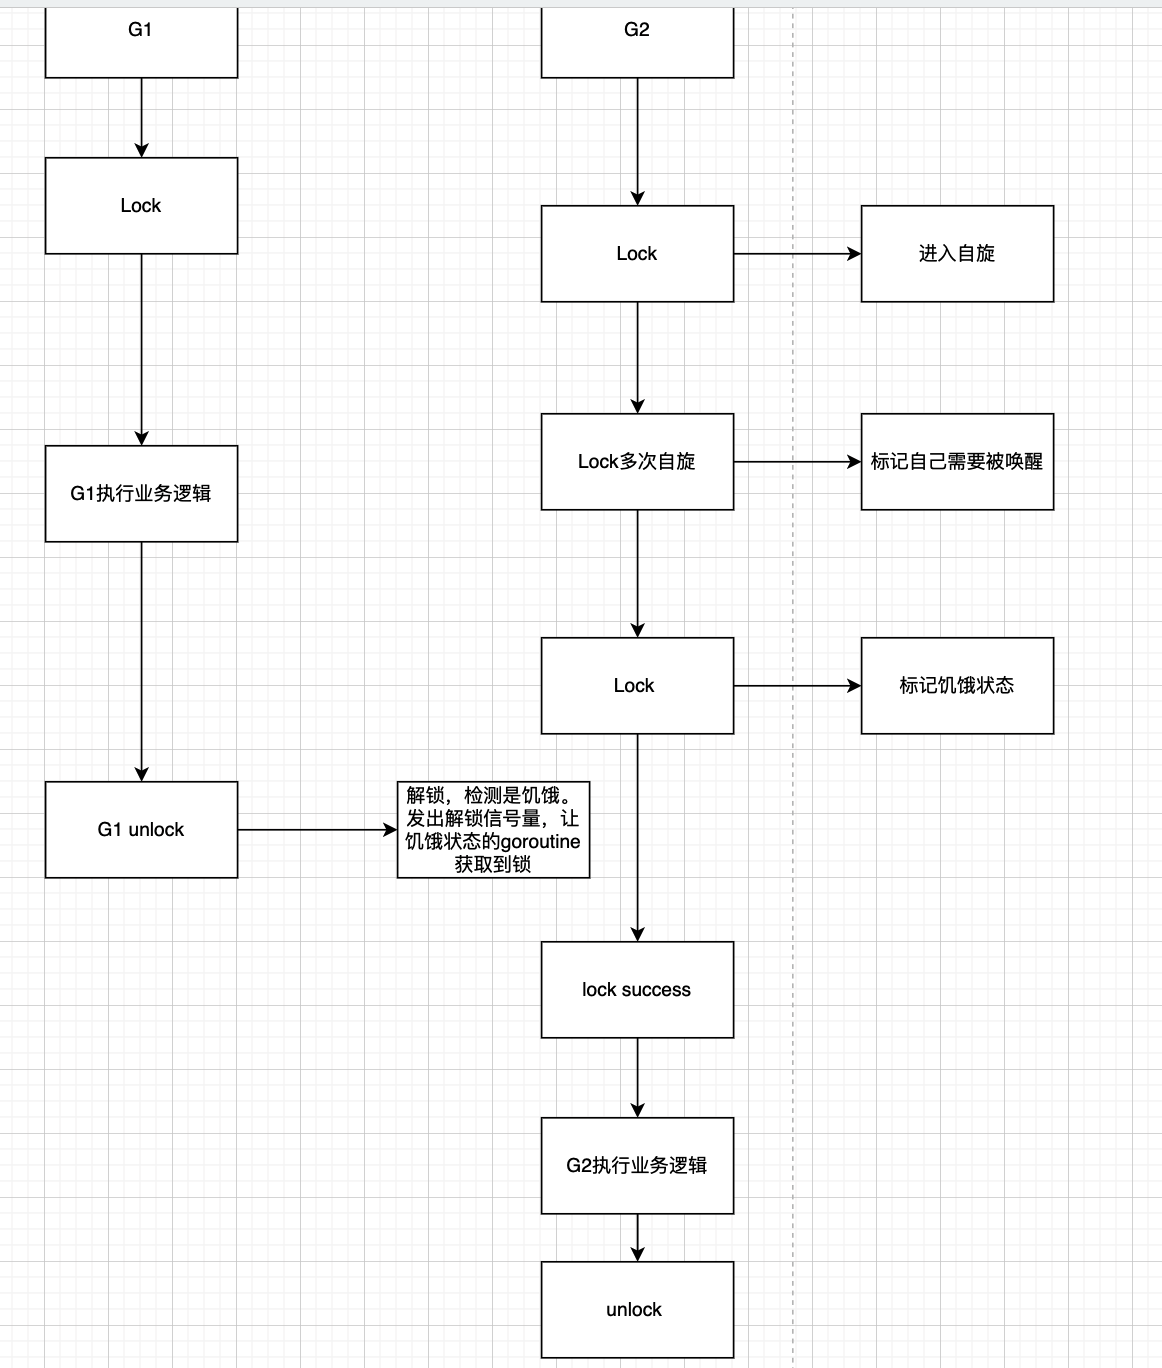 G1
G2
Lock
Lock
进入自旋
G1执行业务逻辑
Lock多次自旋
标记自己需要被唤醒
Lock
标记饥饿状态
G1 unlock
解锁，检测是饥饿。
发出解锁信号量，让
饥饿状态的goroutine
获取到锁
lock success
G2执行业务逻辑
unlock